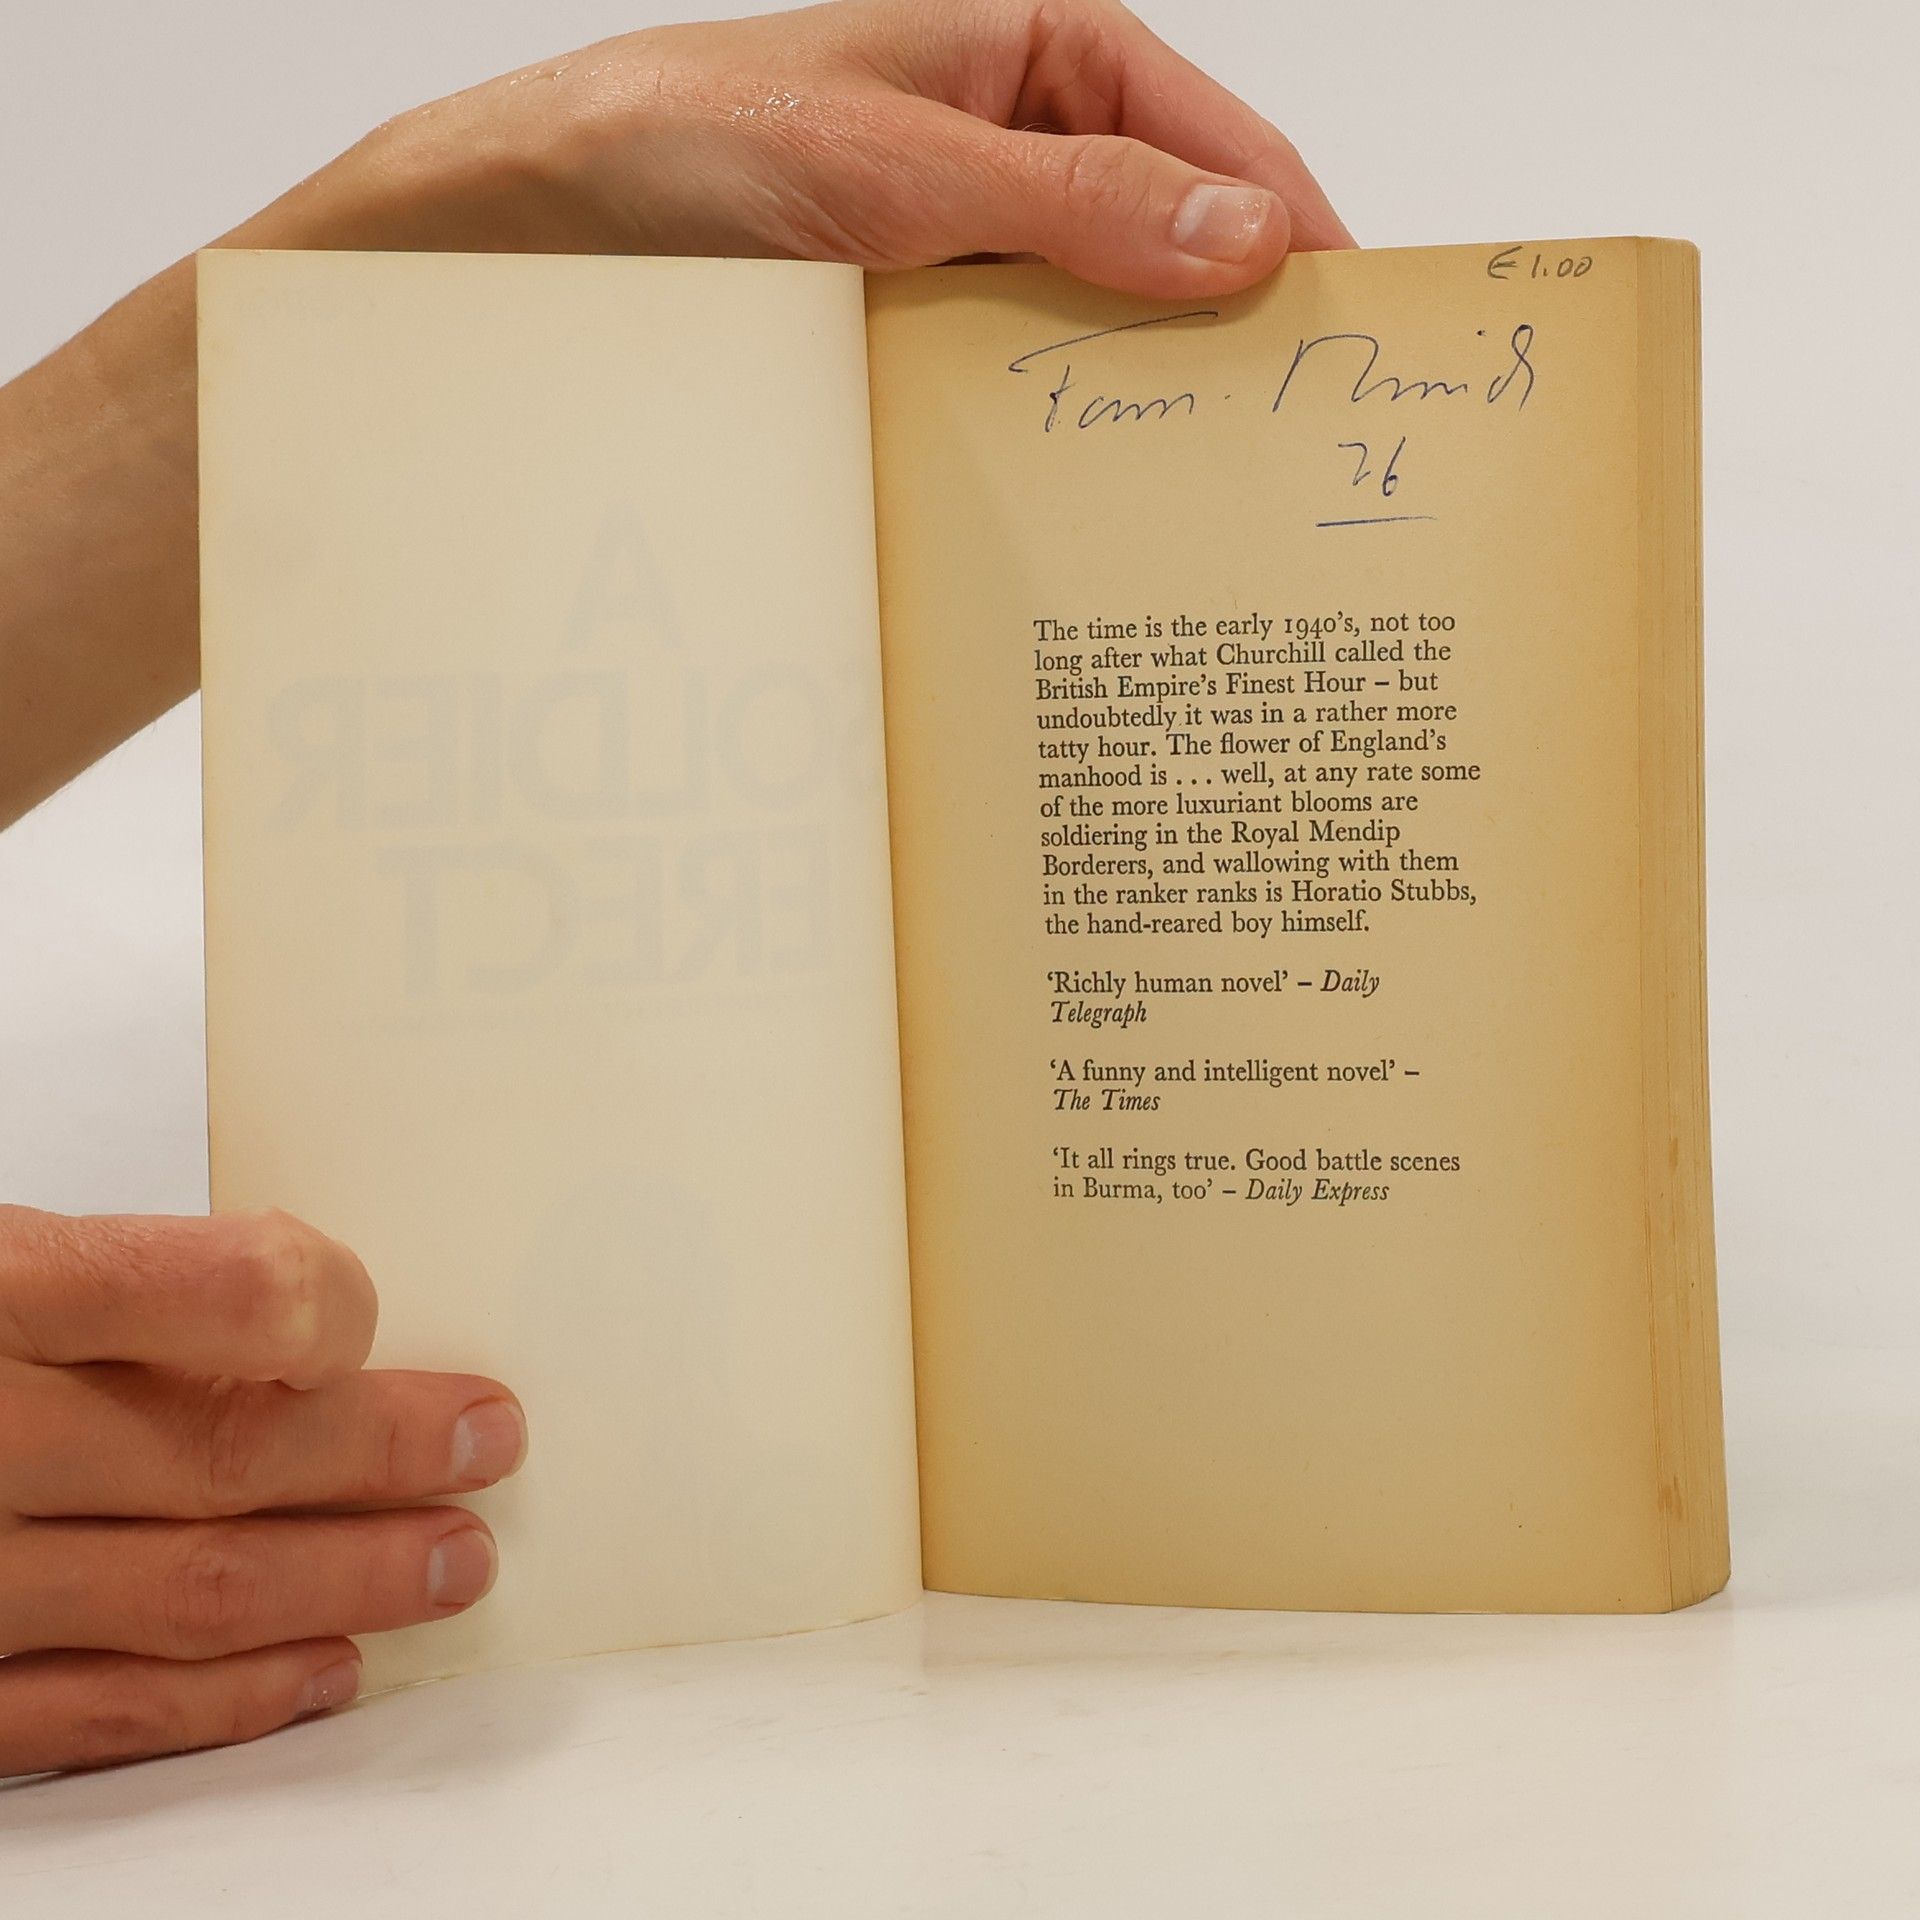 A
SOLDIER
ERECT
€ 1.00
Fam.
76
The time is the early 1940's, not too
long after what Churchill called the
British Empire's Finest Hour – but
undoubtedly it was in a rather more
tatty hour. The flower of England's
manhood is . . . well, at any rate some
of the more luxuriant blooms are
soldiering in the Royal Mendip
Borderers, and wallowing with them
in the ranker ranks is Horatio Stubbs,
the hand-reared boy himself.
'Richly human novel' – Daily
Telegraph
'A funny and intelligent novel' –
The Times
'It all rings true. Good battle scenes
in Burma, too' – Daily Express